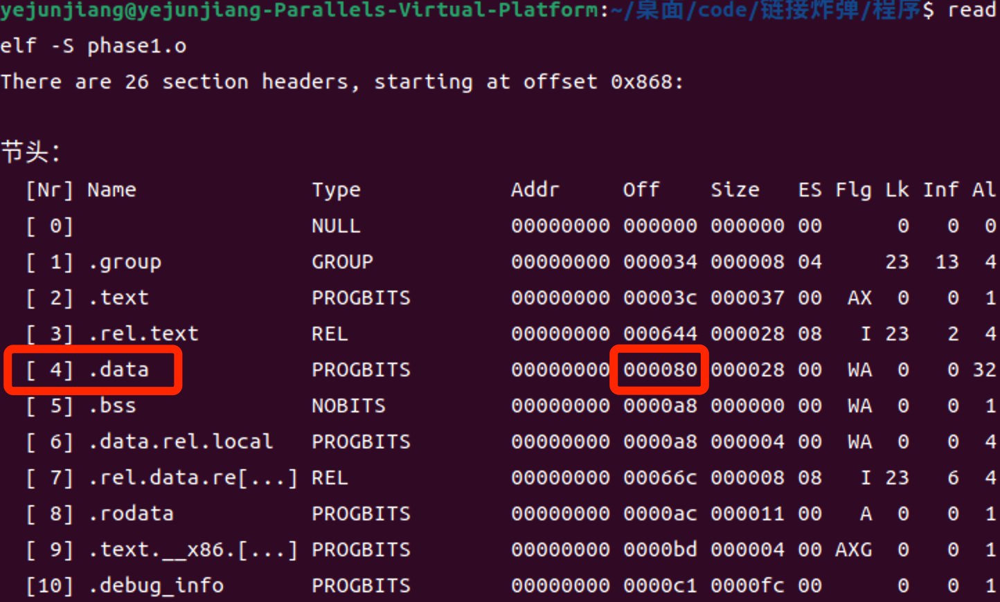 yejunjiang@yejunjiang-Parallels-Virtual-Platform:~/桌面/code/链接炸弹/程序$ read
elf -S phase1.o
There are 26 section headers, starting at offset 0x868:
节头:
[Nr] Name Type Addr Off Size ES Flg Lk Inf Al
[ 0] NULL 00000000 000000 000000 00 0 0 0
[ 1] .group GROUP 00000000 000034 000008 04 23 13 4
[ 2] .text PROGBITS 00000000 00003c 000037 00 AX 0 0 1
[ 3] .rel.text REL 00000000 000644 000028 08 I 23 2 4
[ 4] .data PROGBITS 00000000 000080 000028 00 WA 0 0 32
[ 5] .bss NOBITS 00000000 0000a8 000000 00 WA 0 0 1
[ 6] .data.rel.local PROGBITS 00000000 0000a8 000004 00 WA 0 0 4
[ 7] .rel.data.re[...] REL 00000000 00066c 000008 08 I 23 6 4
[ 8] .rodata PROGBITS 00000000 0000ac 000011 00 A 0 0 1
[ 9] .text.__x86.[...] PROGBITS 00000000 0000bd 000004 00 AXG 0 0 1
[10] .debug_info PROGBITS 00000000 0000c1 0000fc 00 0 0 1